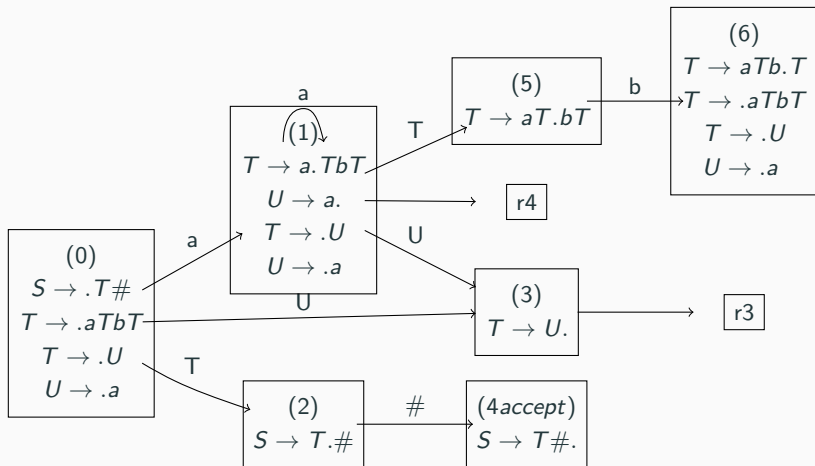 (6)
T → aTb.T
T → .aTbT
T → .U
U → .a
b
(5)
T → aT.bT
a
T
(1)
T → a.TbT
U → a.
T → .U
U → .a
r4
a
U
(0)
S → .T#
T → .aTbT
T → .U
U → .a
U
(3)
T → U.
r3
T
(2)
S → T.#
#
(4accept)
S → T#.